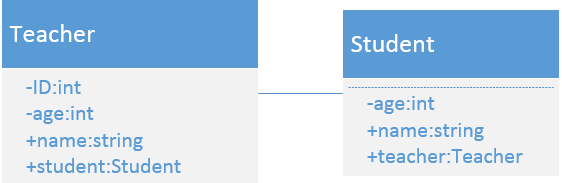 Teacher
-ID:int
-age:int
+name:string
+student:Student
Student
-age:int
+name:string
+teacher:Teacher